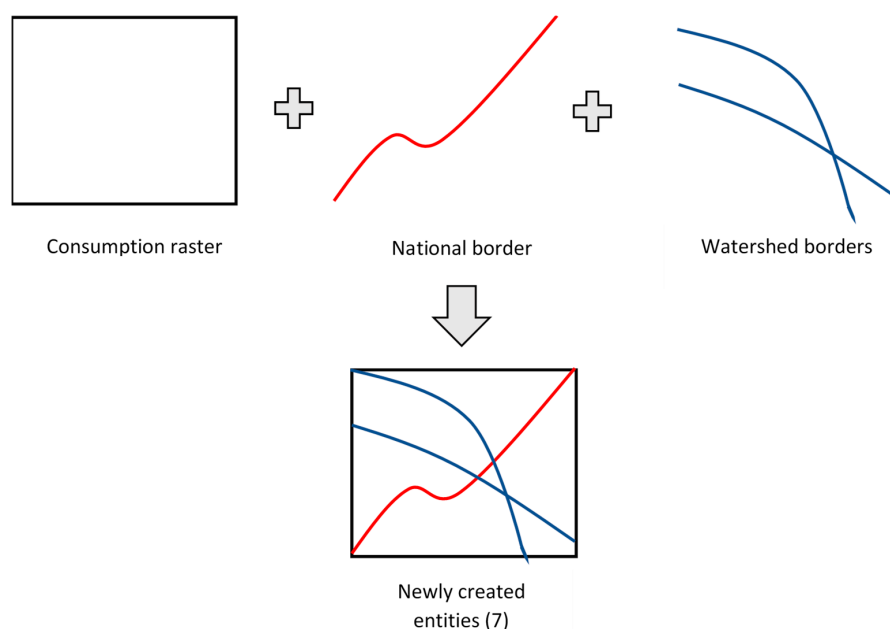 Consumption raster
National border
Watershed borders
Newly created
entities (7)